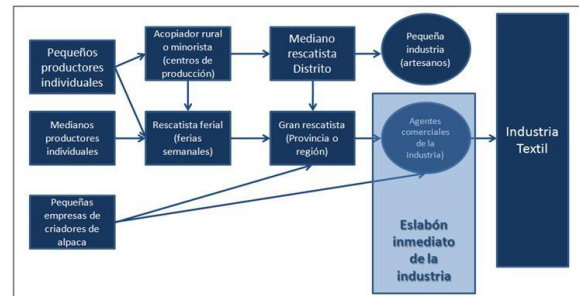 Pequeños
productores
individuales
Acopiador rural
o minorista
(centros de
producción)
Mediano
rescatista
Distrito
Pequeña
industria
(artesanos)
Medianos
productores
individuales
Rescatista ferial
(ferias
semanales)
Gran rescatista
(Provincia o
región)
Agentes
comerciales
de la
industria)
Industria
Textil
Pequeñas
empresas de
criadores de
alpaca
Eslabón
inmediato
de la
industria